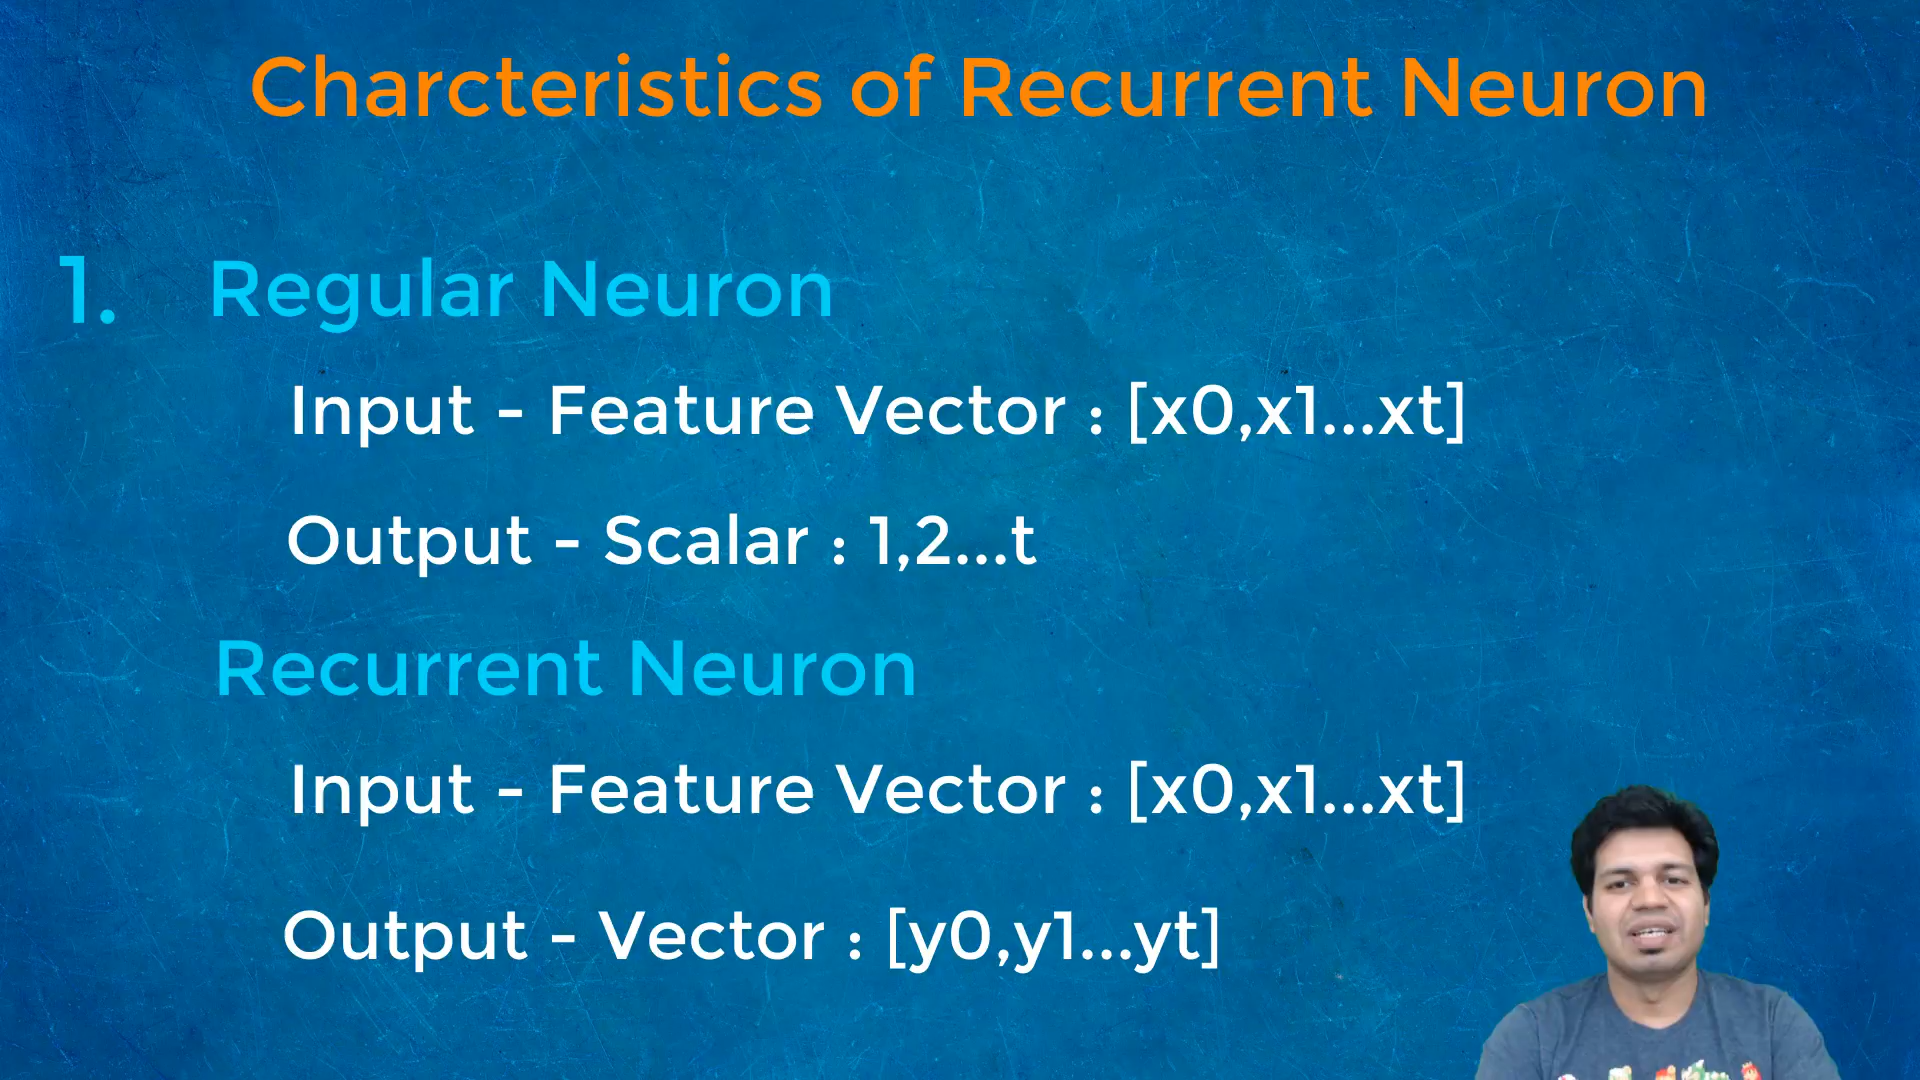 Charcteristics of Recurrent Neuron
1. Regular Neuron
Input - Feature Vector : [x0,x1...xt]
Output - Scalar : 1,2...t
Recurrent Neuron
Input - Feature Vector : [x0,x1...xt]
Output - Vector : [y0,y1...yt]